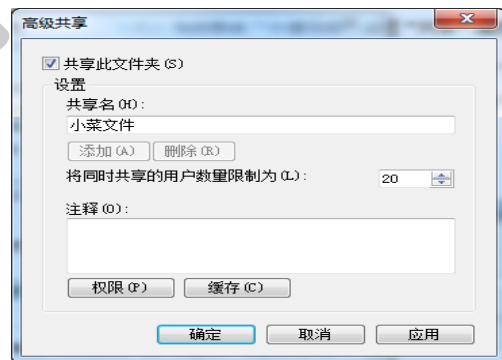 高级共享
共享此文件夹(S)
设置
共享名(H):
小菜文件
添加(A) 删除(R)
将同时共享的用户数量限制为(L): 20
注释(O):
权限(P) 缓存(C)
确定 取消 应用